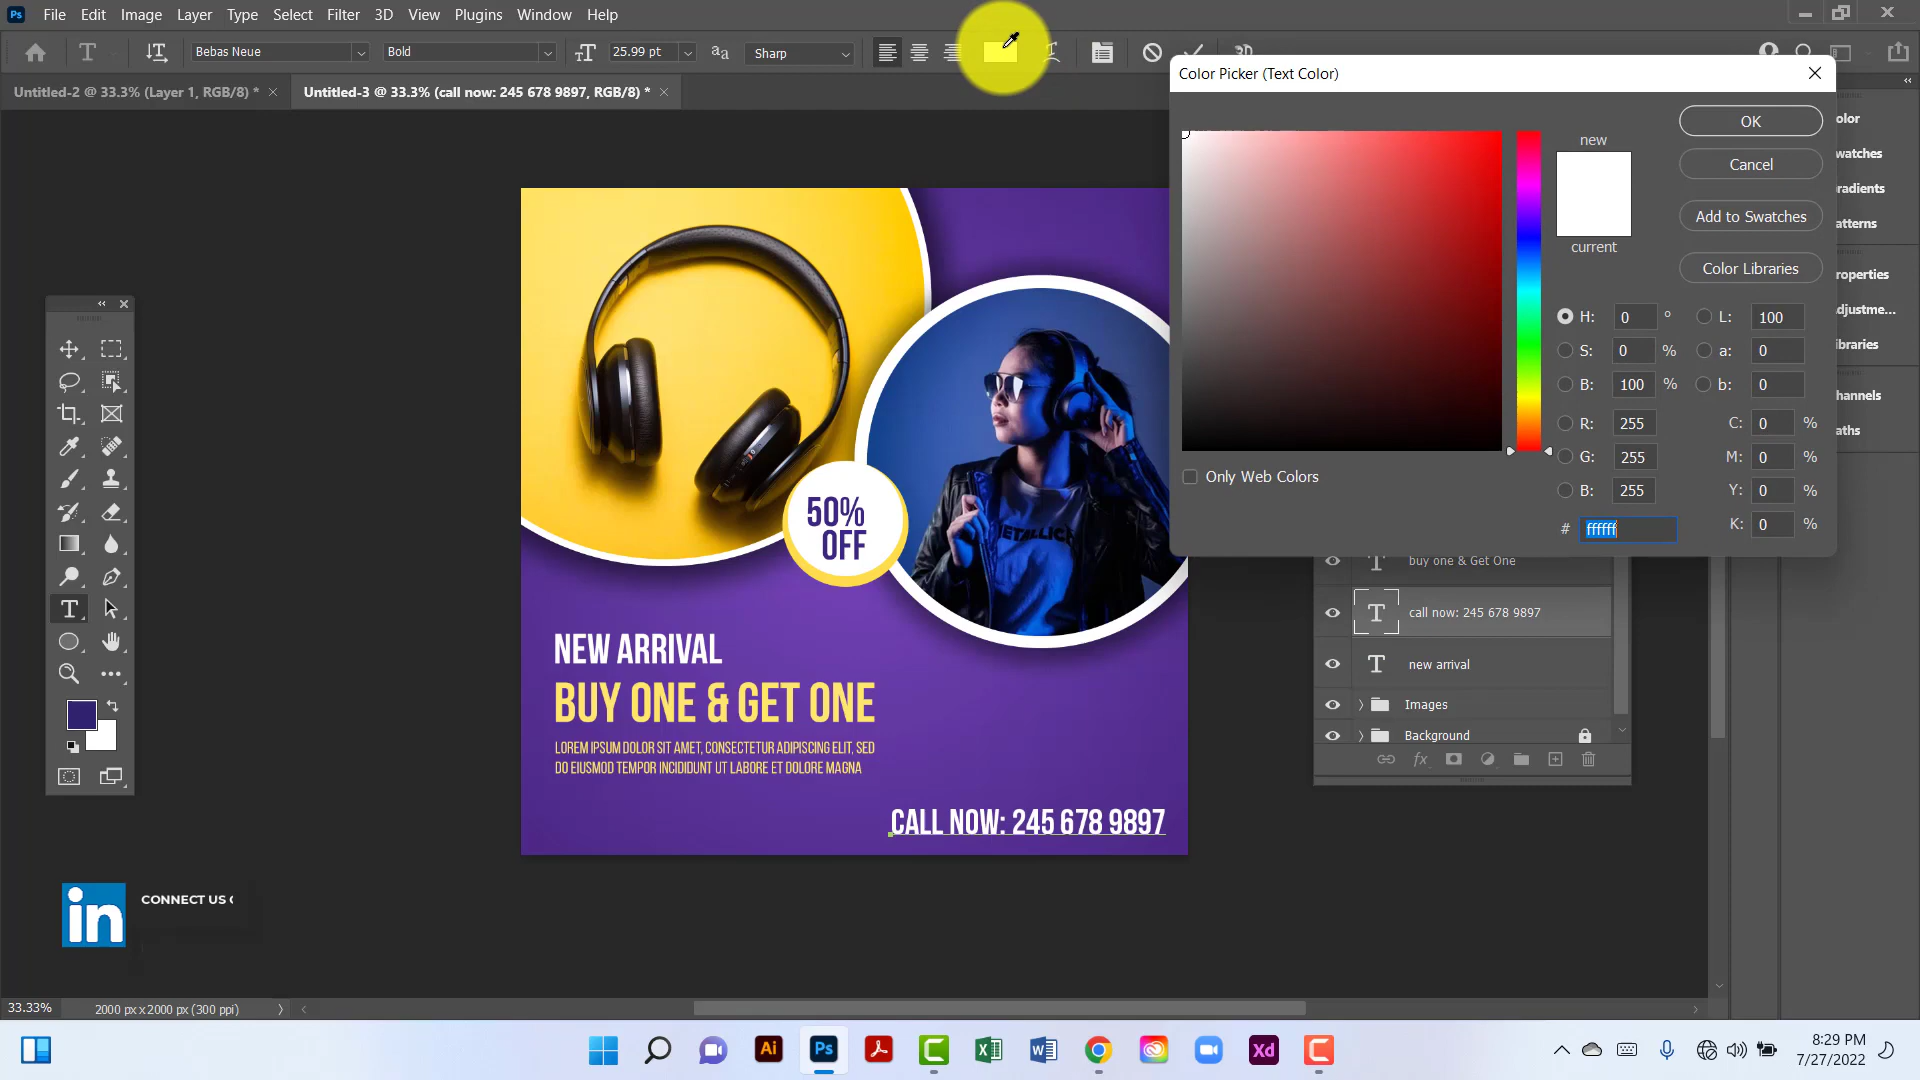 Ps File Edit Image Layer Type Select Filter 3D View Plugins Window Help
Bebas Neue Bold 25.99 pt Sharp
Untitled-2 @ 33.3% (Layer 1, RGB/8) *
Untitled-3 @ 33.3% (call now: 245 678 9897, RGB/8) *
Color Picker (Text Color)
OK
new
Cancel
Add to Swatches
current
Color Libraries
H: 0 °
L: 100
S: 0 %
a: 0
B: 100 %
b: 0
R: 255
C: 0 %
G: 255
M: 0 %
Only Web Colors
B: 255
Y: 0 %
# ffffff
K: 0 %
olor
watches
radients
atterns
roperties
djustme...
ibraries
hannels
aths
50%
OFF
METALLICA
NEW ARRIVAL
BUY ONE & GET ONE
LOREM IPSUM DOLOR SIT AMET, CONSECTETUR ADIPISCING ELIT, SED
DO EIUSMOD TEMPOR INCIDIDUNT UT LABORE ET DOLORE MAGNA
CALL NOW: 245 678 9897
buy one & Get One
call now: 245 678 9897
new arrival
Images
Background
fx
in
CONNECT US
33.33%
2000 px x 2000 px (300 ppi)
Ai
Ps
Xd
8:29 PM
7/27/2022